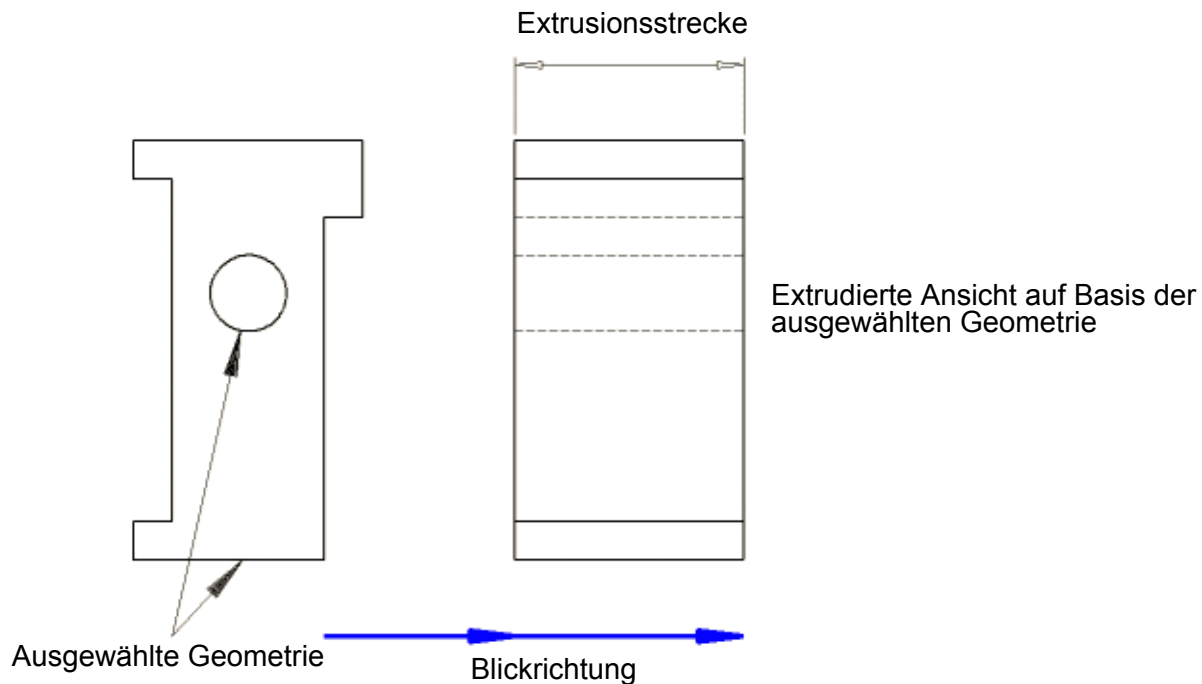 Extrusionsstrecke
Extrudierte Ansicht auf Basis der
ausgewählten Geometrie
Ausgewählte Geometrie
Blickrichtung